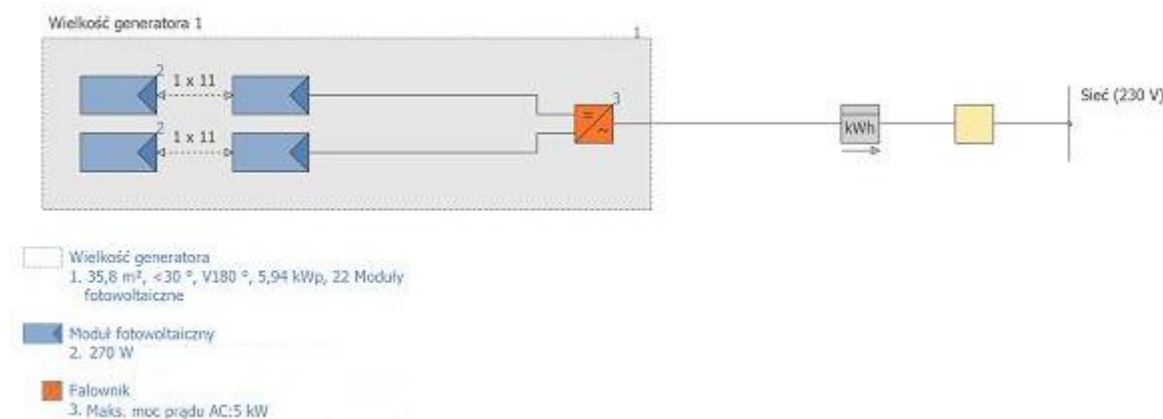 Wielkość generatora 1
1
2
1 x 11
3
Sieć (230 V)
=
~
kWh
2
1 x 11
Wielkość generatora
1. 35,8 m², <30 °, V180 °, 5,94 kWp, 22 Moduły
fotowoltaiczne
Moduł fotowoltaiczny
2. 270 W
Falownik
3. Maks. moc prądu AC:5 kW